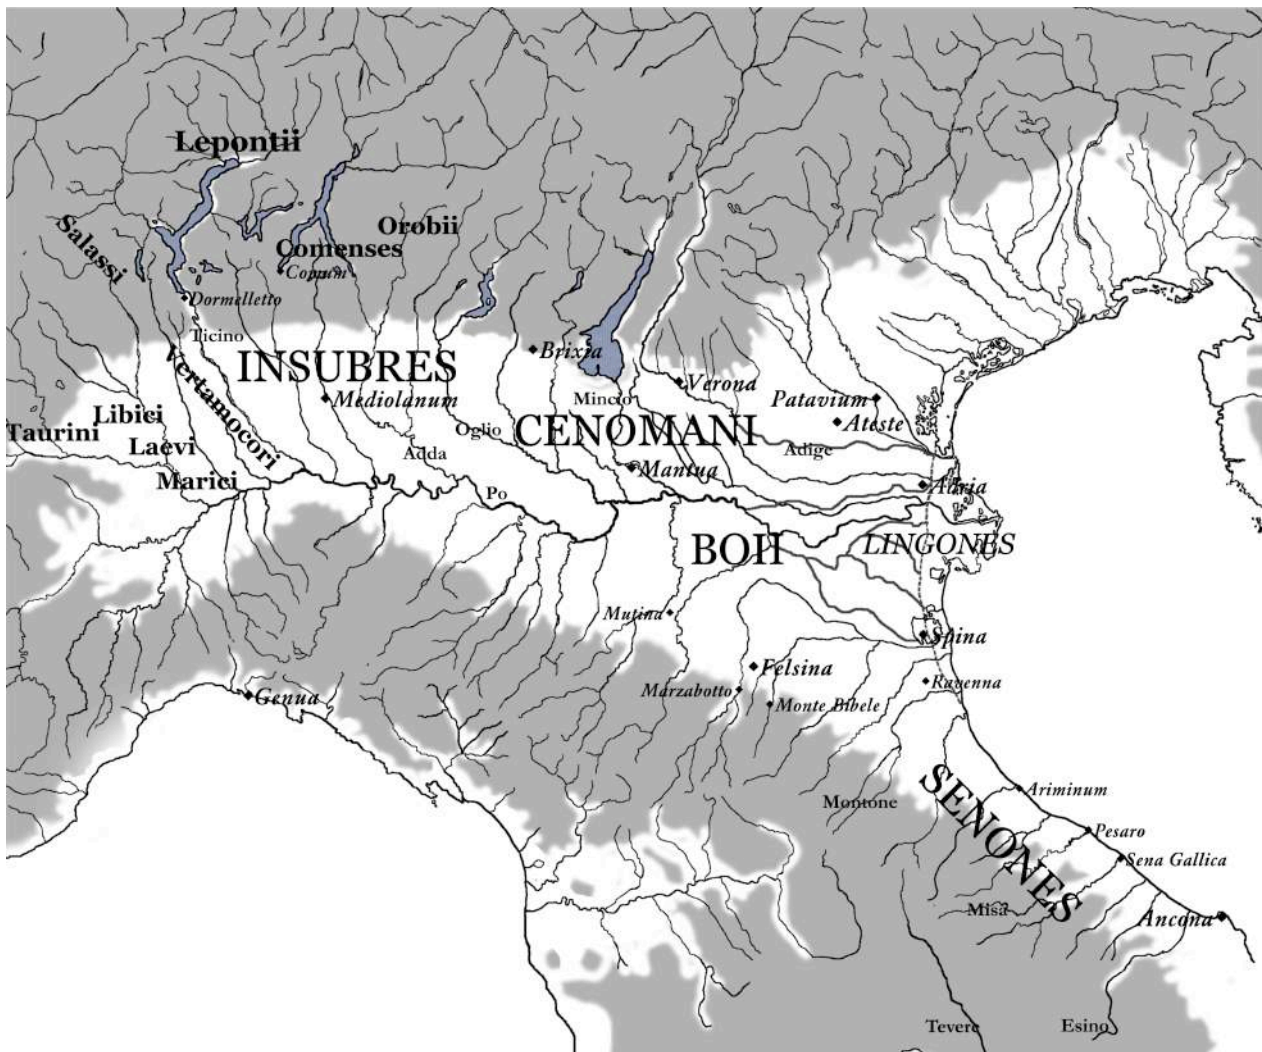 Lepontii
Salassi
Orobii
Comenses
Comum
Dormelletto
Ticino
INSUBRES
Brixia
Vertamocori
Mediolanum
Verona
Mincio
Patavium
Libici
Ateste
Taurini
Oglio
CENOMANI
Laevi
Adda
Adige
Mantua
Marici
Po
Adria
BOII
LINGONES
Mutina
Spina
Felsina
Ravenna
Marzabotto
Monte Bibele
Genua
SENONES
Ariminum
Montone
Pesaro
Sena Gallica
Misa
Ancona
Tevere
Esino